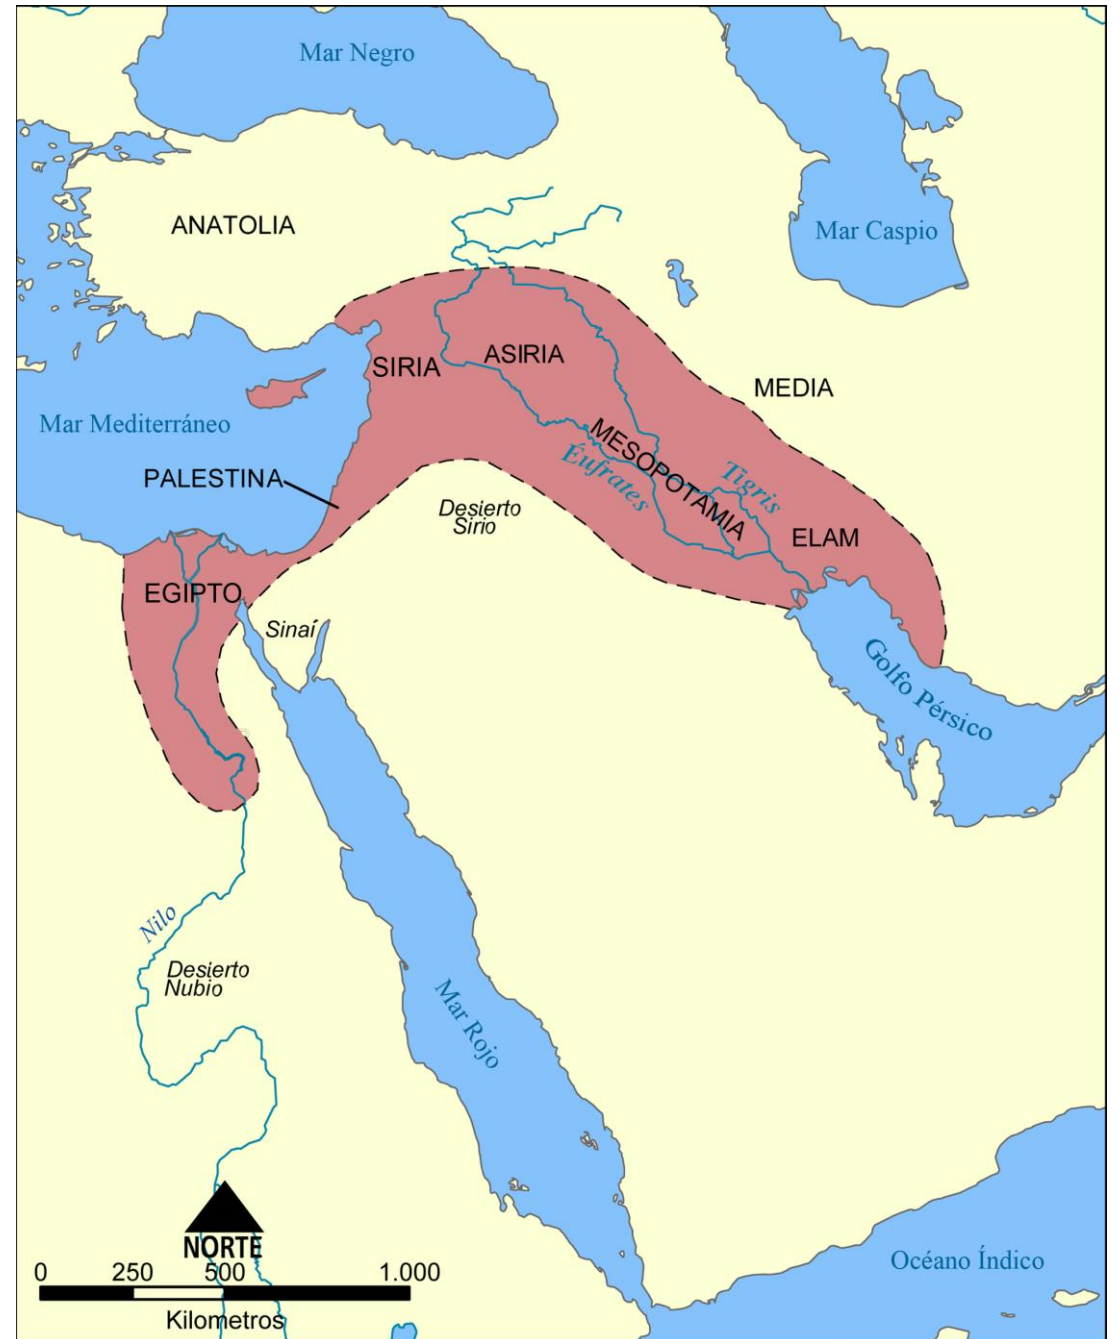 Mar Negro
ANATOLIA
Mar Caspio
SIRIA
ASIRIA
MEDIA
Mar Mediterráneo
MESOPOTAMIA
Éufrates
Tigris
PALESTINA
Desierto
Sirio
ELAM
EGIPTO
Sinaí
Golfo Pérsico
Nilo
Desierto
Nubio
Mar Rojo
NORTE
0 250 500 1.000
Kilometros
Océano Índico